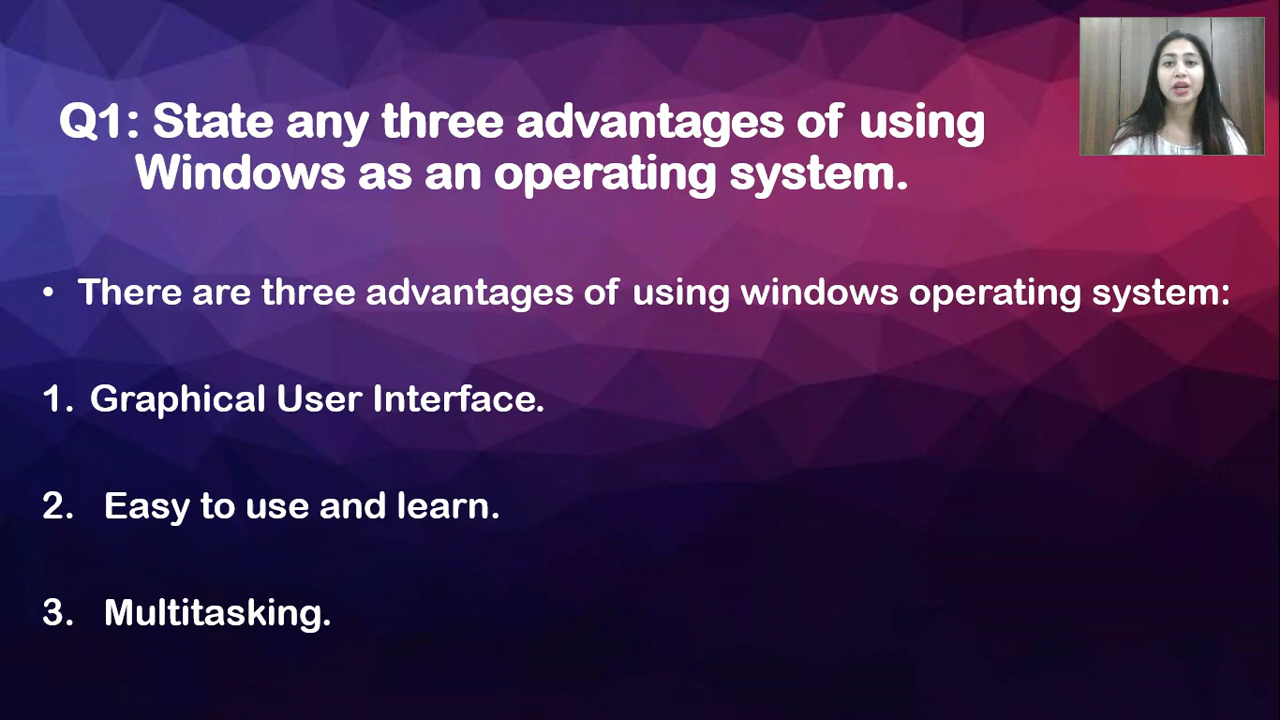 Q1: State any three advantages of using
Windows as an operating system.
• There are three advantages of using windows operating system:
1. Graphical User Interface.
2. Easy to use and learn.
3. Multitasking.